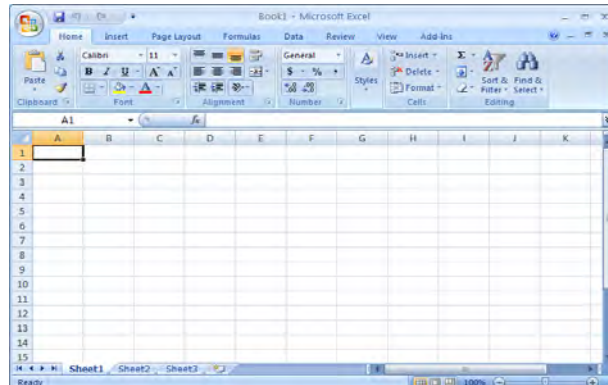 Book1 - Microsoft Excel
Home Insert Page Layout Formulas Data Review View Add-Ins
Calibri 11 General Insert Σ
B I U A A $ % , Delete
Paste A Styles Format Sort & Filter Find & Select
Clipboard Font Alignment Number Cells Editing
A1 fx
A B C D E F G H I J K
1
2
3
4
5
6
7
8
9
10
11
12
13
14
15
Sheet1 Sheet2 Sheet3
Ready 100%